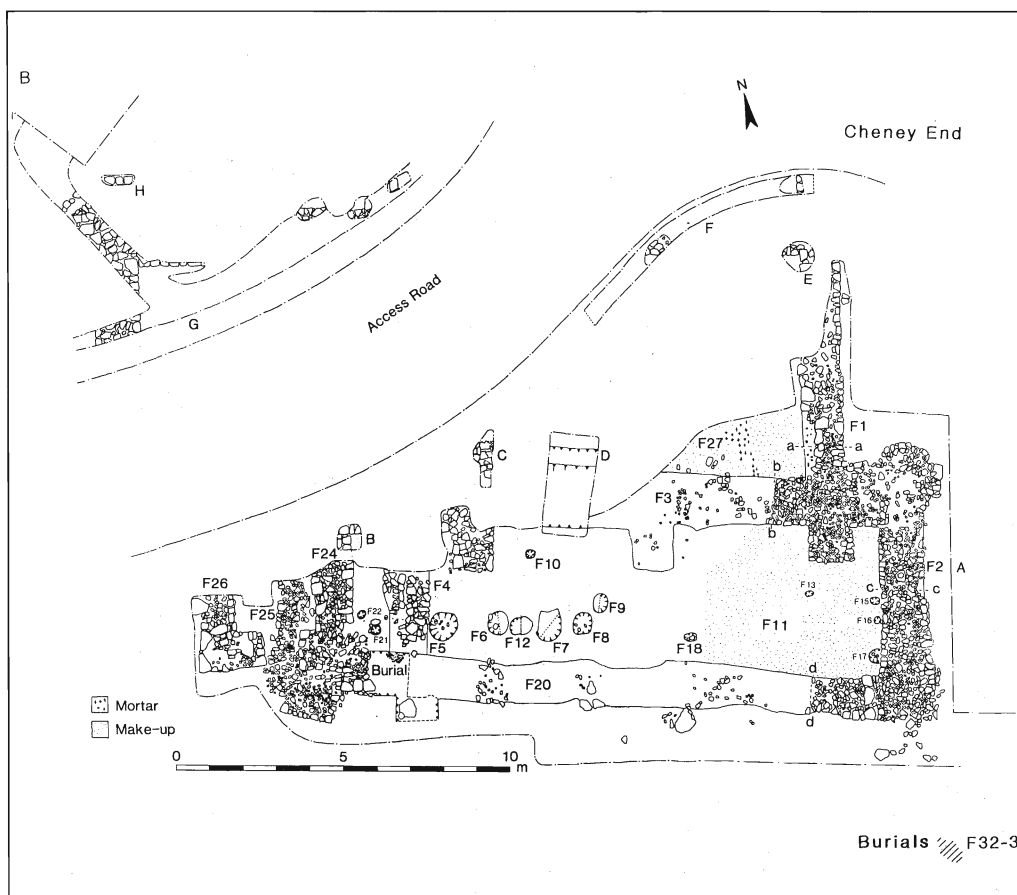 B
N
Cheney End
H
F
E
G
Access Road
F1
F27
a
a
C
D
b
F3
b
B
F24
F2
A
F4
F10
F26
F25
F22
F21
F13
c
c
F15
F16
F9
F6
F12
F7
F8
F5
F11
F17
F18
Burial
d
F20
d
Mortar
Make-up
0 5 10
m
Burials F32-3